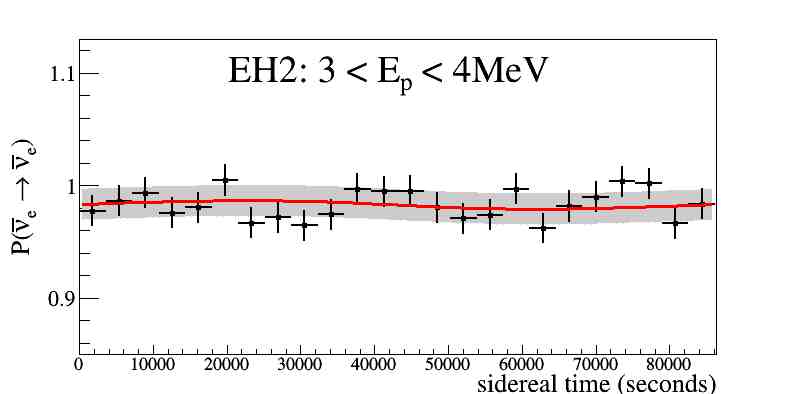 EH2: 3 < E_p < 4MeV
P(ν̅_e → ν̅_e)
1.1
1
0.9
0 10000 20000 30000 40000 50000 60000 70000 80000
sidereal time (seconds)